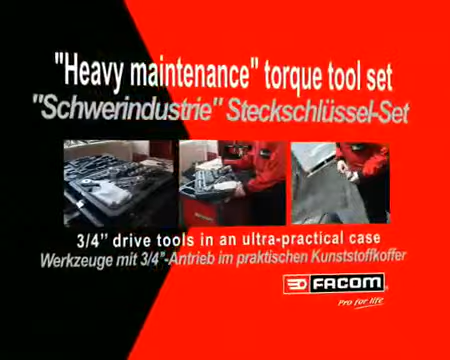 "Heavy maintenance" torque tool set
"Schwerindustrie" Steckschlüssel-Set
3/4'' drive tools in an ultra-practical case
Werkzeuge mit 3/4''-Antrieb im praktischen Kunststoffkoffer
FACOM
Pro for life